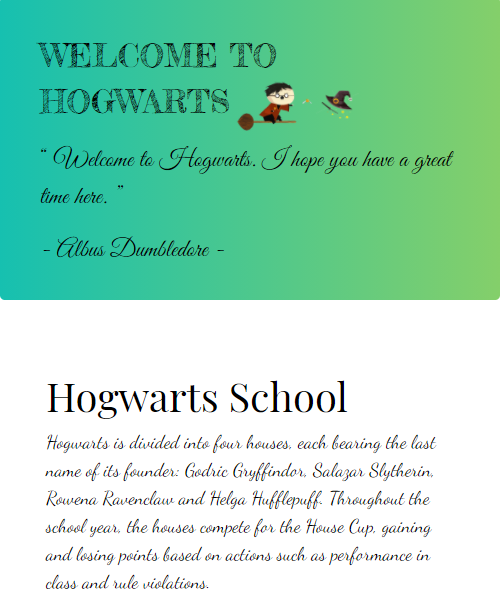 WELCOME TO
HOGWARTS
“ Welcome to Hogwarts. I hope you have a great
time here. ”
- Albus Dumbledore -
Hogwarts School
Hogwarts is divided into four houses, each bearing the last
name of its founder: Godric Gryffindor, Salazar Slytherin,
Rowena Ravenclaw and Helga Hufflepuff. Throughout the
school year, the houses compete for the House Cup, gaining
and losing points based on actions such as performance in
class and rule violations.